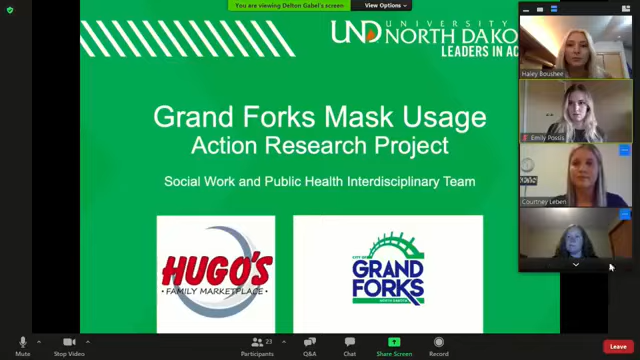 You are viewing Delton Gabel's screen
View Options
UNIVERSITY
UND NORTH DAKO
LEADERS IN AC
Grand Forks Mask Usage
Action Research Project
Social Work and Public Health Interdisciplinary Team
HUGO'S
• FAMILY MARKETPLACE •
CITY OF
GRAND
FORKS
NORTH DAKOTA
Haley Boushee
Emily Possis
Courtney Leben
Mute
Stop Video
23
Participants
Q&A
Chat
Share Screen
Record
Leave